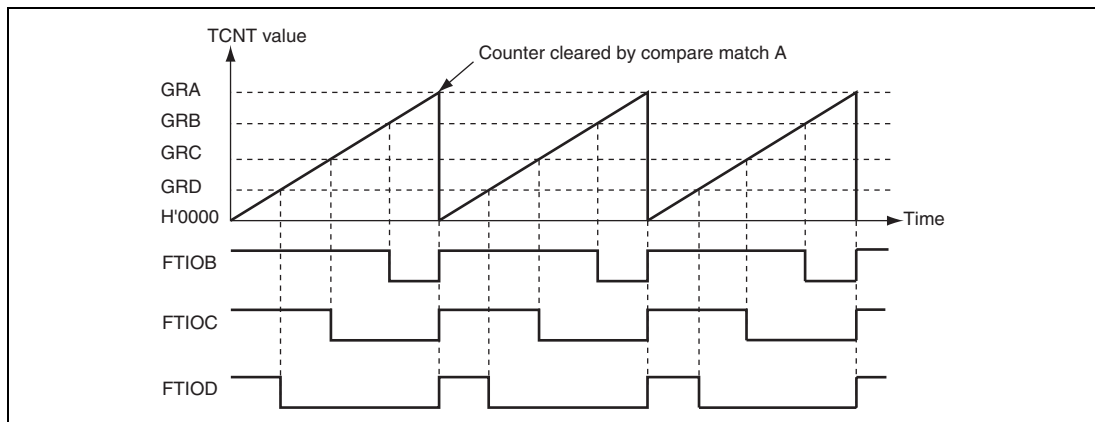 TCNT value
Counter cleared by compare match A
GRA
GRB
GRC
GRD
H'0000
Time
FTIOB
FTIOC
FTIOD